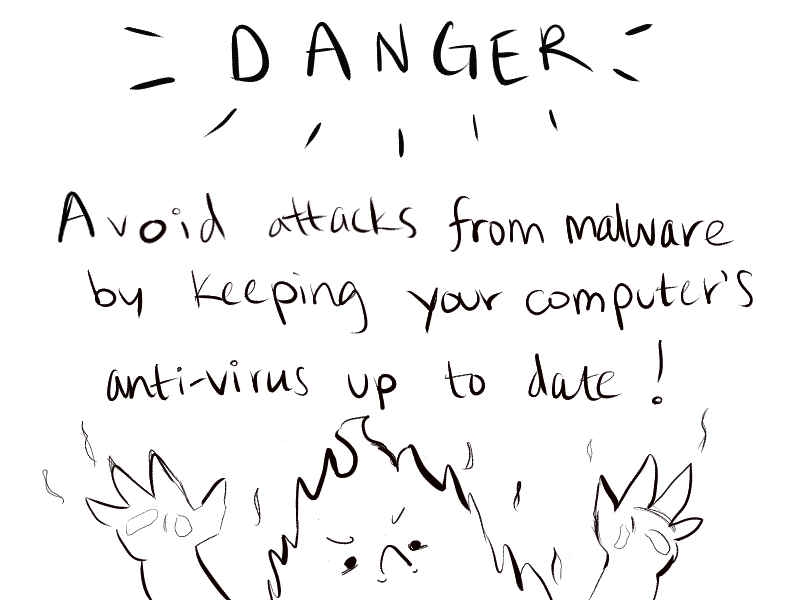 DANGER
Avoid attacks from malware
by keeping your computer's
anti-virus up to date!